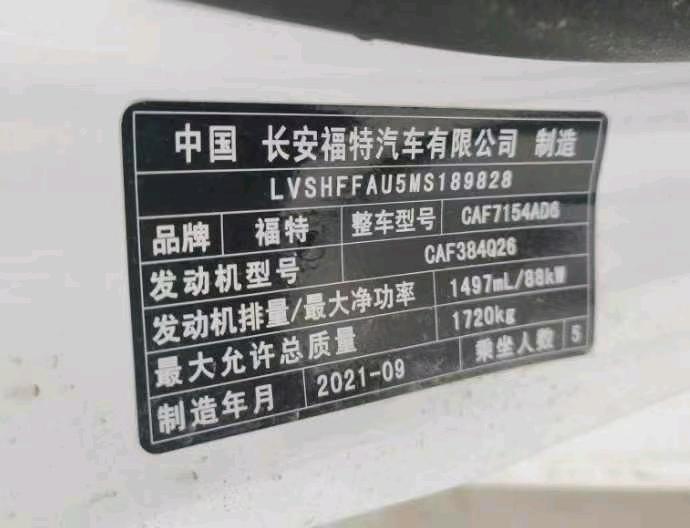 中国 长安福特汽车有限公司 制造
LVSHFFAU5MS189828
品牌 福特 整车型号 CAF7154AD6
发动机型号 CAF384Q26
发动机排量/最大净功率 1497mL/88kW
最大允许总质量 1720kg
制造年月 2021-09 乘坐人数 5